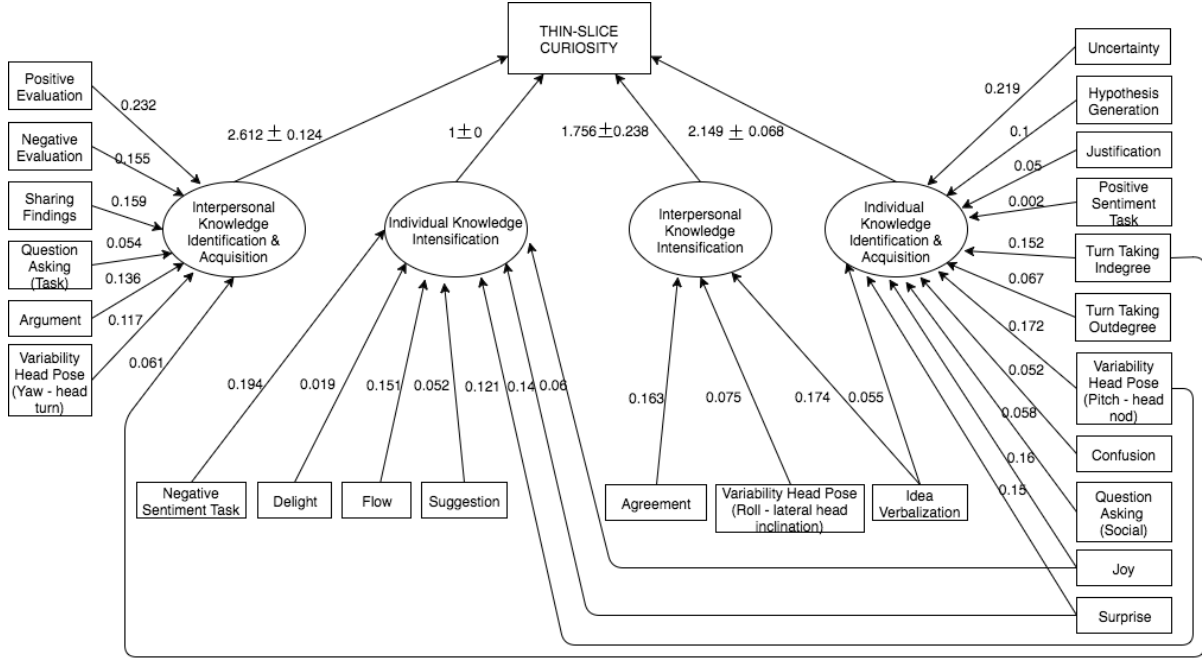 THIN-SLICE
CURIOSITY
Positive
Evaluation
Negative
Evaluation
Sharing
Findings
Question
Asking
(Task)
Argument
Variability
Head Pose
(Yaw - head
turn)
0.232
0.155
0.159
0.054
0.136
0.117
0.061
2.612 ± 0.124
1±0
1.756±0.238
2.149 ± 0.068
Interpersonal
Knowledge
Identification &
Acquisition
Individual Knowledge
Intensification
Interpersonal
Knowledge
Intensification
Individual
Knowledge
Identification &
Acquisition
0.194
0.019
0.151
0.052
0.121
0.14
0.06
0.163
0.075
0.174
0.055
Negative
Sentiment Task
Delight
Flow
Suggestion
Agreement
Variability Head Pose
(Roll - lateral head
inclination)
Idea
Verbalization
0.219
0.1
0.05
0.002
0.152
0.067
0.172
0.052
0.058
0.16
0.15
Uncertainty
Hypothesis
Generation
Justification
Positive
Sentiment
Task
Turn Taking
Indegree
Turn Taking
Outdegree
Variability
Head Pose
(Pitch - head
nod)
Confusion
Question
Asking
(Social)
Joy
Surprise